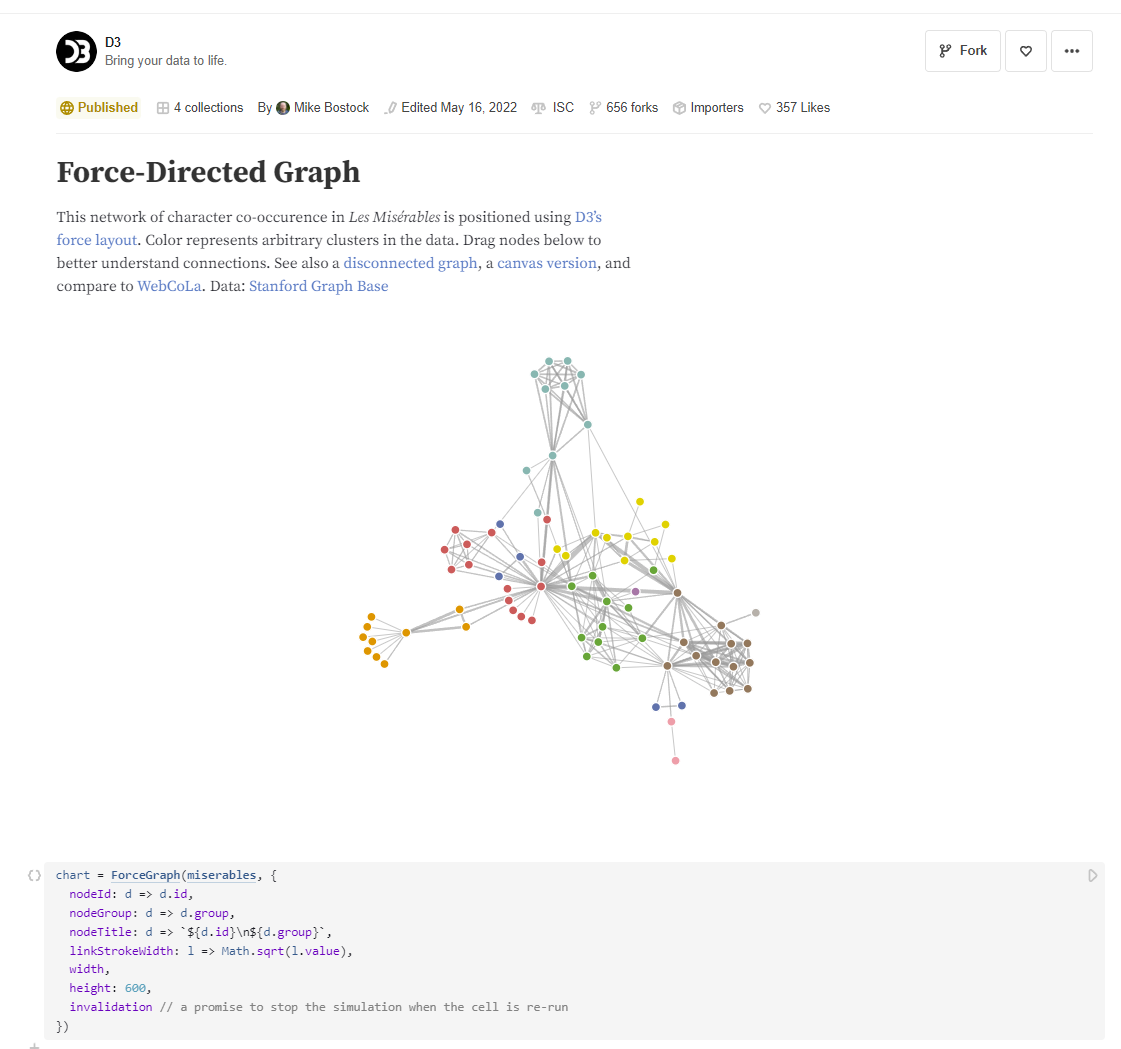 D3
Bring your data to life.
Fork
Published 4 collections By Mike Bostock Edited May 16, 2022 ISC 656 forks Importers 357 Likes
Force-Directed Graph
This network of character co-occurence in Les Misérables is positioned using D3's
force layout. Color represents arbitrary clusters in the data. Drag nodes below to
better understand connections. See also a disconnected graph, a canvas version, and
compare to WebCoLa. Data: Stanford Graph Base
chart = ForceGraph(miserables, {
  nodeId: d => d.id,
  nodeGroup: d => d.group,
  nodeTitle: d => `${d.id}\n${d.group}`,
  linkStrokeWidth: l => Math.sqrt(l.value),
  width,
  height: 600,
  invalidation // a promise to stop the simulation when the cell is re-run
})